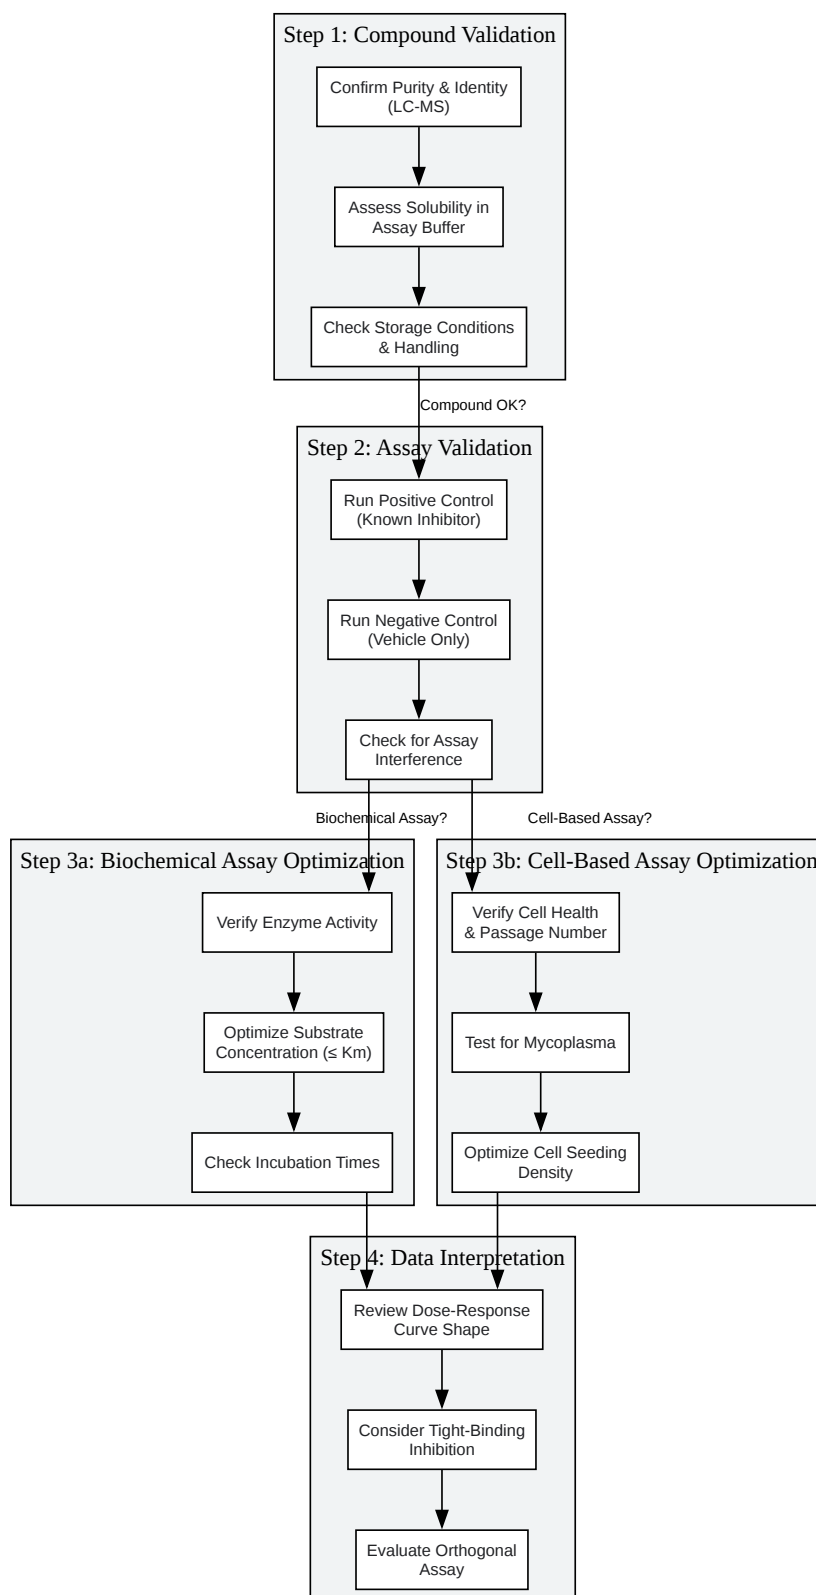 Step 1: Compound Validation
Confirm Purity & Identity
(LC-MS)
Assess Solubility in
Assay Buffer
Check Storage Conditions
& Handling
Compound OK?
Step 2: Assay Validation
Run Positive Control
(Known Inhibitor)
Run Negative Control
(Vehicle Only)
Check for Assay
Interference
Biochemical Assay?
Cell-Based Assay?
Step 3a: Biochemical Assay Optimization
Verify Enzyme Activity
Optimize Substrate
Concentration (≤ Km)
Check Incubation Times
Step 3b: Cell-Based Assay Optimization
Verify Cell Health
& Passage Number
Test for Mycoplasma
Optimize Cell Seeding
Density
Step 4: Data Interpretation
Review Dose-Response
Curve Shape
Consider Tight-Binding
Inhibition
Evaluate Orthogonal
Assay